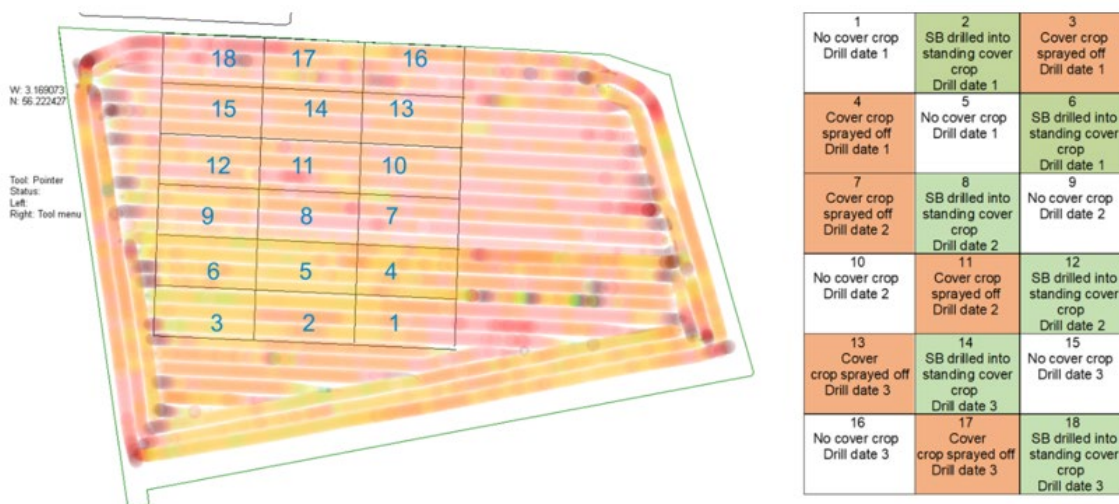 W: 3.169073
N: 56.222427
Tool: Pointer
Status:
Left:
Right: Tool menu
18 17 16
15 14 13
12 11 10
9 8 7
6 5 4
3 2 1
1
No cover crop
Drill date 1
2
SB drilled into
standing cover
crop
Drill date 1
3
Cover crop
sprayed off
Drill date 1
4
Cover crop
sprayed off
Drill date 1
5
No cover crop
Drill date 1
6
SB drilled into
standing cover
crop
Drill date 1
7
Cover crop
sprayed off
Drill date 2
8
SB drilled into
standing cover
crop
Drill date 2
9
No cover crop
Drill date 2
10
No cover crop
Drill date 2
11
Cover crop
sprayed off
Drill date 2
12
SB drilled into
standing cover
crop
Drill date 2
13
Cover
crop sprayed off
Drill date 3
14
SB drilled into
standing cover
crop
Drill date 3
15
No cover crop
Drill date 3
16
No cover crop
Drill date 3
17
Cover
crop sprayed off
Drill date 3
18
SB drilled into
standing cover
crop
Drill date 3